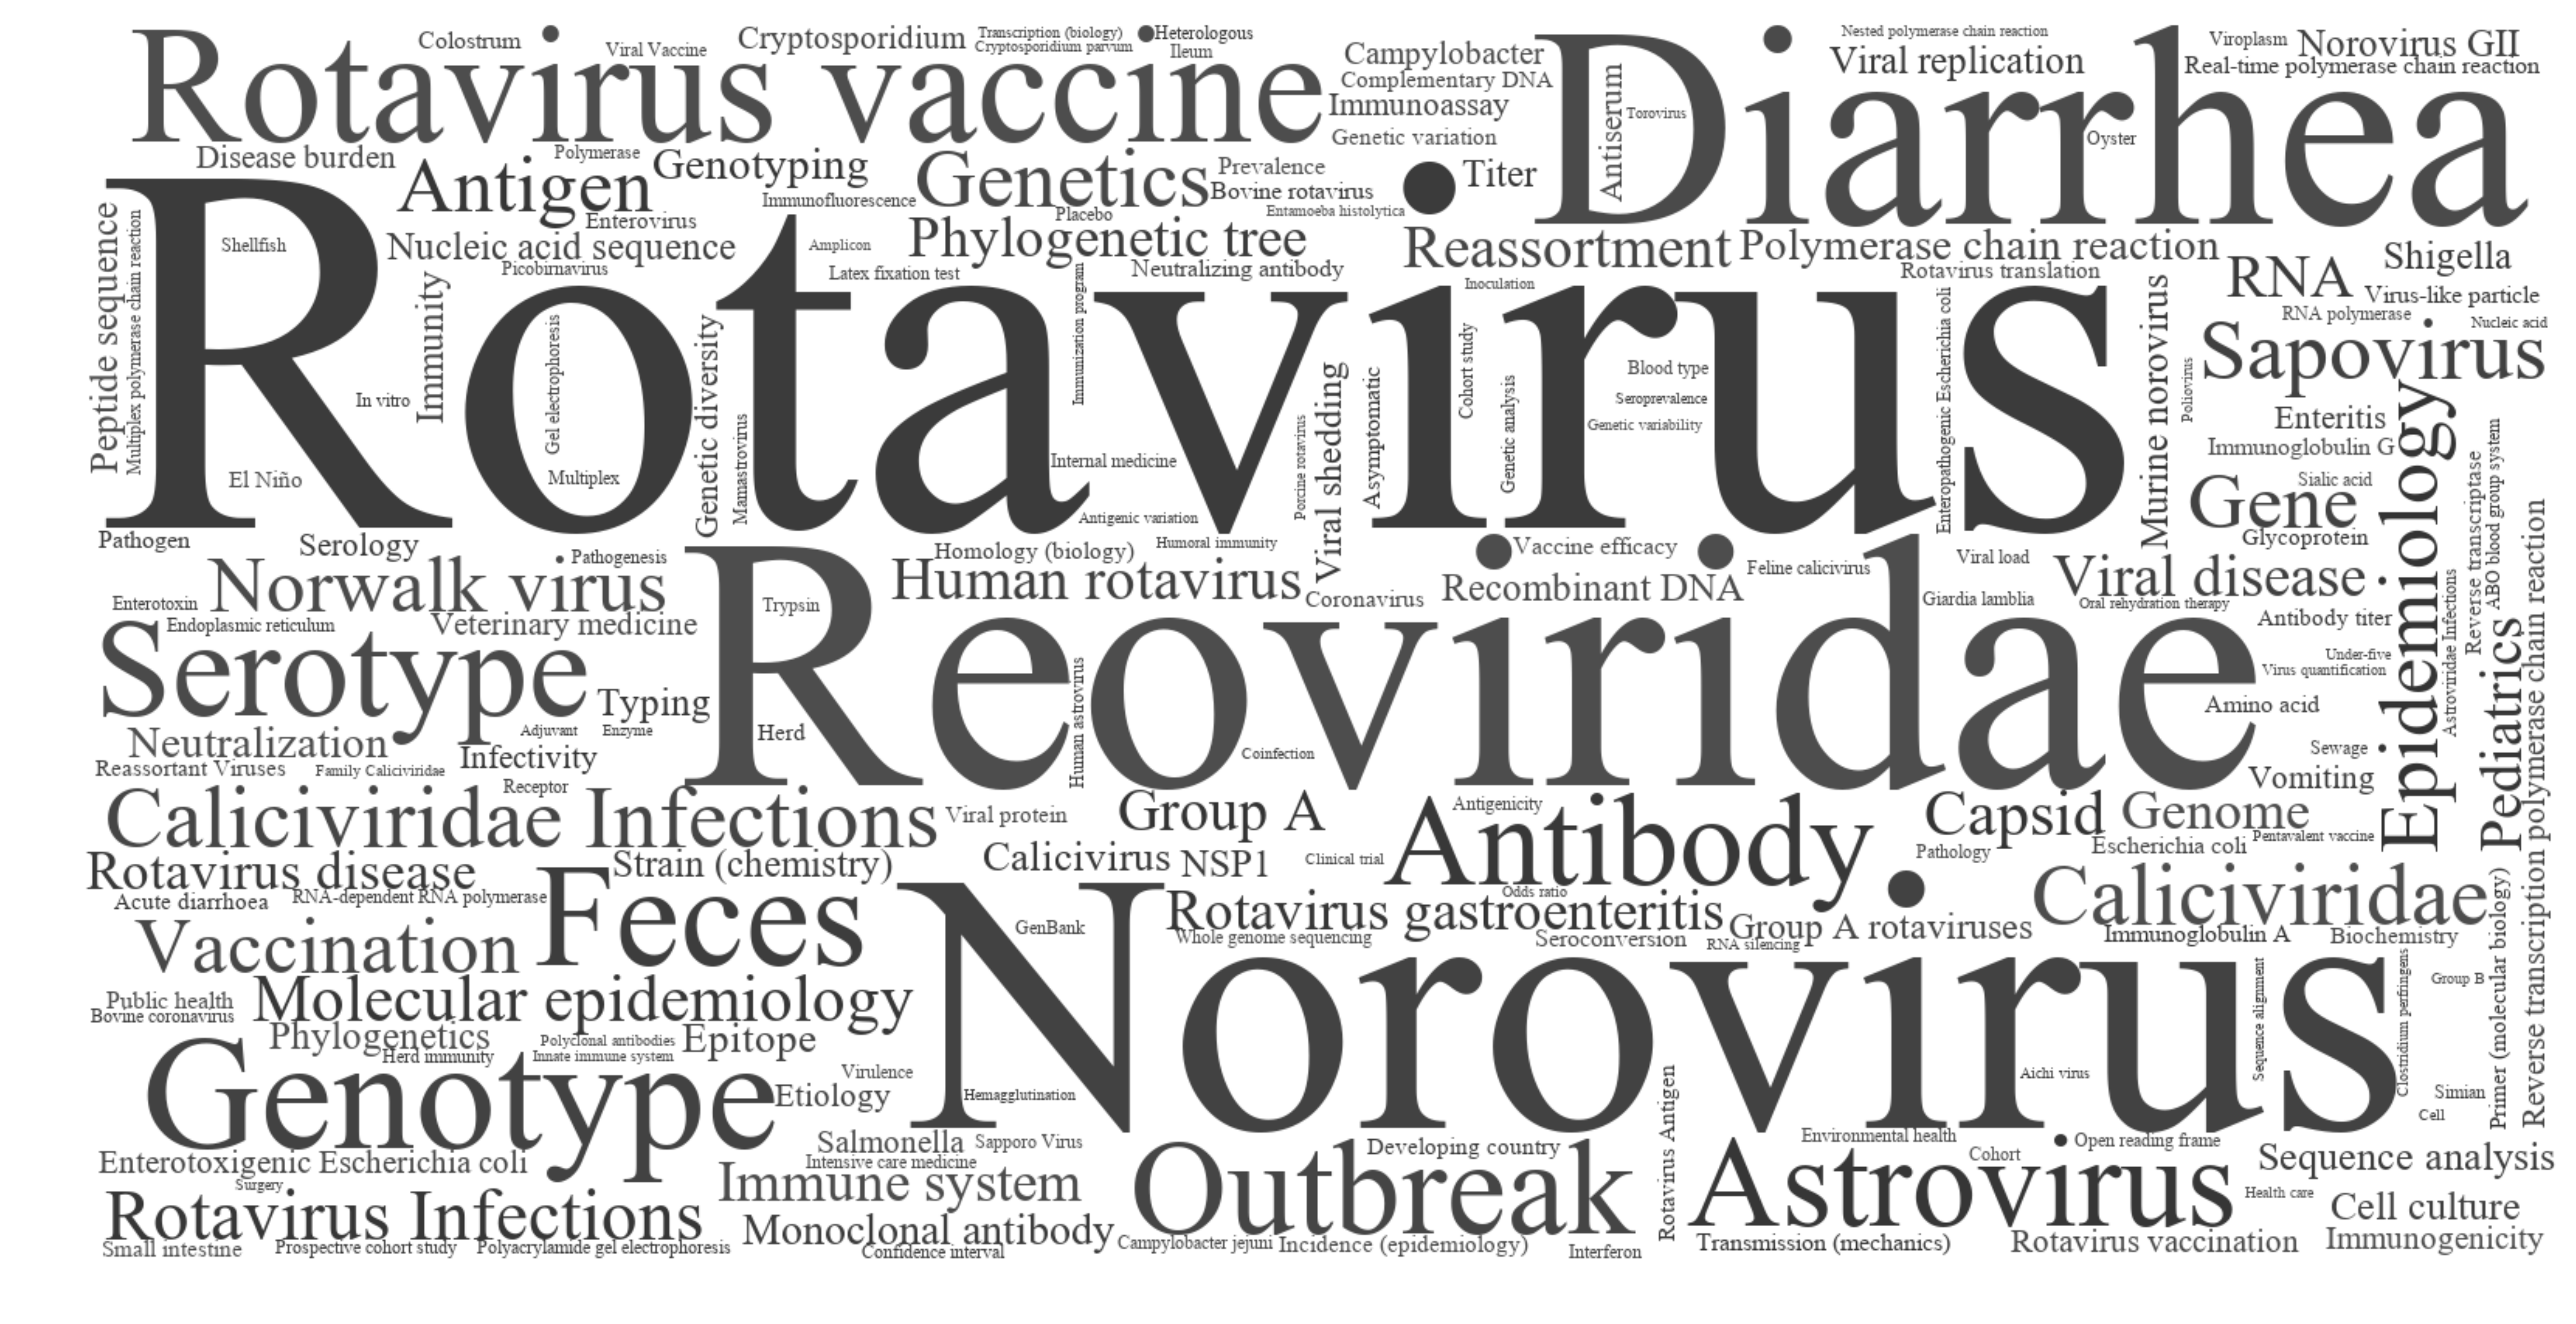 Colostrum
Viral Vaccine
Cryptosporidium
Transcription (biology)
Cryptosporidium parvum
Heterologous
Ileum
Rotavirus vaccine
Campylobacter
Complementary DNA
Immunoassay
Genetic variation
Diarrhea
Antiserum
Torovirus
Nested polymerase chain reaction
Viral replication
Viroplasm
Norovirus GII
Real-time polymerase chain reaction
Oyster
Disease burden
Antigen
Polymerase
Genotyping
Immunofluorescence
Genetics
Prevalence
Bovine rotavirus
Entamoeba histolytica
Titer
Enterovirus
Placebo
Nucleic acid sequence
Picobirnavirus
Amplicon
Latex fixation test
Phylogenetic tree
Neutralizing antibody
Reassortment
Polymerase chain reaction
Inoculation
Rotavirus translation
RNA
Shigella
Virus-like particle
RNA polymerase
Nucleic acid
Peptide sequence
Multiplex polymerase chain reaction
Shellfish
Rotavirus
In vitro
Immunity
El Niño
Gel electrophoresis
Multiplex
Genetic diversity
Mamastrovirus
Immunization program
Internal medicine
Antigenic variation
Porcine rotavirus
Viral shedding
Asymptomatic
Cohort study
Genetic analysis
Blood type
Seroprevalence
Genetic variability
Enteropathogenic Escherichia coli
Murine norovirus
Poliovirus
Sapovirus
Enteritis
Immunoglobulin G
Sialic acid
Gene
Glycoprotein
Epidemiology
Reverse transcriptase
ABO blood group system
Astroviridae Infections
Pediatrics
Reverse transcription polymerase chain reaction
Pathogen
Serology
Pathogenesis
Norwalk virus
Enterotoxin
Endoplasmic reticulum
Veterinary medicine
Homology (biology)
Humoral immunity
Human rotavirus
Coronavirus
Vaccine efficacy
Recombinant DNA
Feline calicivirus
Viral load
Giardia lamblia
Viral disease
Oral rehydration therapy
Antibody titer
Under-five
Virus quantification
Amino acid
Sewage
Vomiting
Trypsin
Reoviridae
Herd
Human astrovirus
Coinfection
Serotype
Typing
Adjuvant
Enzyme
Neutralization
Infectivity
Reassortant Viruses
Family Caliciviridae
Receptor
Caliciviridae Infections
Viral protein
Group A
Antigenicity
Antibody
Capsid
Genome
Pentavalent vaccine
Escherichia coli
Pathology
Rotavirus disease
Strain (chemistry)
Calicivirus
NSP1
Clinical trial
Acute diarrhoea
RNA-dependent RNA polymerase
Feces
Vaccination
GenBank
Odds ratio
Rotavirus gastroenteritis
Whole genome sequencing
Seroconversion
RNA silencing
Group A rotaviruses
Caliciviridae
Immunoglobulin A
Biochemistry
Primer (molecular biology)
Public health
Bovine coronavirus
Molecular epidemiology
Norovirus
Hemagglutination
Aichi virus
Sequence alignment
Clostridium perfringens
Group B
Simian
Cell
Phylogenetics
Herd immunity
Polyclonal antibodies
Innate immune system
Epitope
Virulence
Genotype
Etiology
Enterotoxigenic Escherichia coli
Surgery
Salmonella
Sapporo Virus
Intensive care medicine
Immune system
Outbreak
Developing country
Rotavirus Antigen
Environmental health
Cohort
Open reading frame
Astrovirus
Sequence analysis
Health care
Cell culture
Rotavirus Infections
Monoclonal antibody
Small intestine
Prospective cohort study
Polyacrylamide gel electrophoresis
Confidence interval
Campylobacter jejuni
Incidence (epidemiology)
Interferon
Transmission (mechanics)
Rotavirus vaccination
Immunogenicity